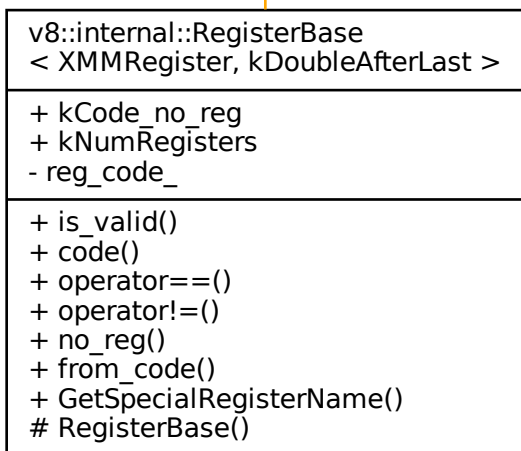 v8::internal::RegisterBase
< XMMRegister, kDoubleAfterLast >
+ kCode_no_reg
+ kNumRegisters
- reg_code_
+ is_valid()
+ code()
+ operator==()
+ operator!=()
+ no_reg()
+ from_code()
+ GetSpecialRegisterName()
# RegisterBase()